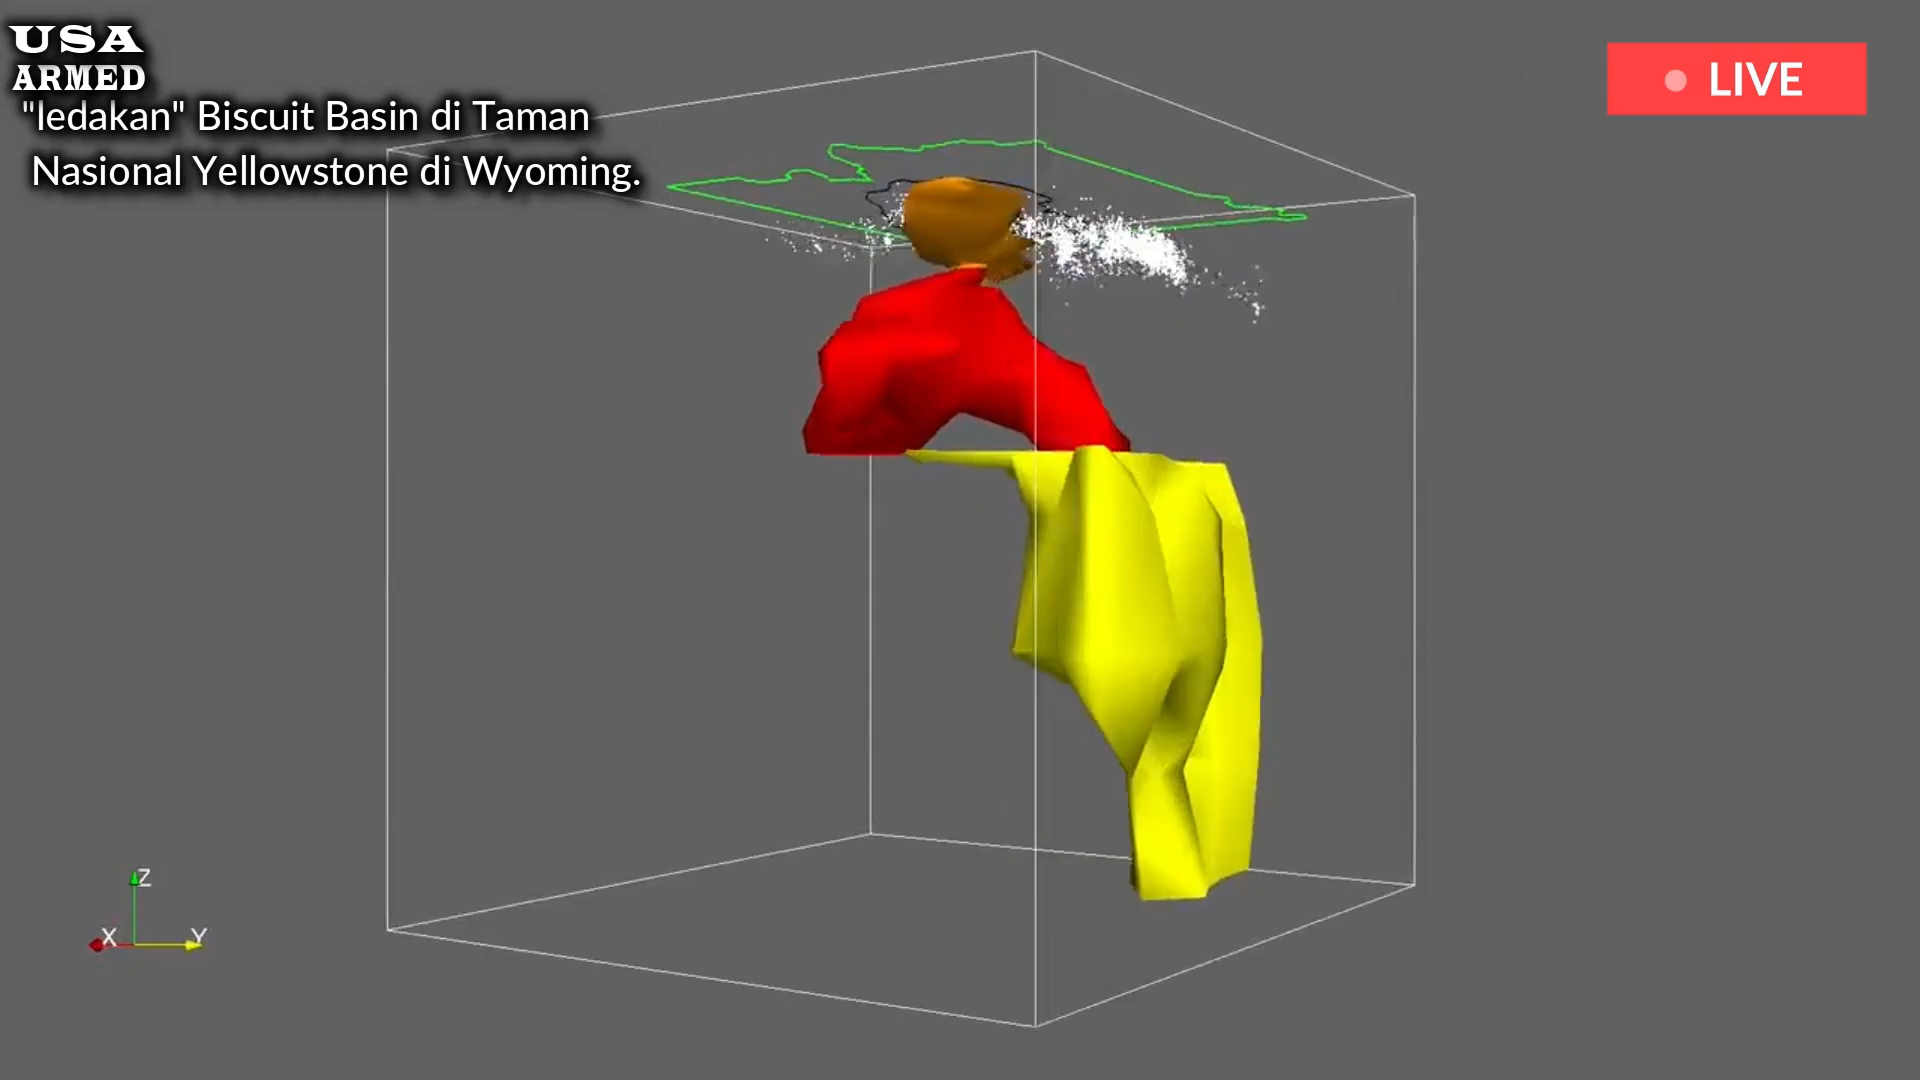 USA
ARMED
"ledakan" Biscuit Basin di Taman
Nasional Yellowstone di Wyoming.
LIVE
Z
X
Y